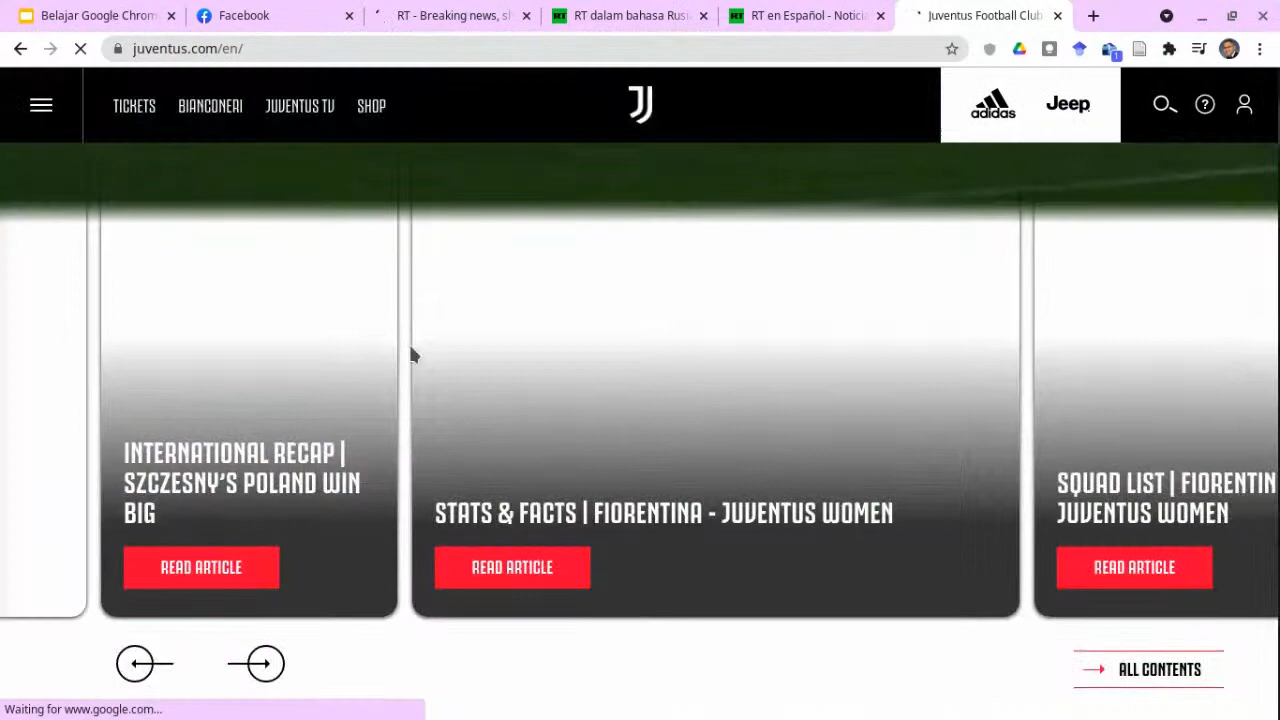 Belajar Google Chrom
Facebook
RT - Breaking news, sh
RT dalam bahasa Rusi
RT en Español - Notici
Juventus Football Club
juventus.com/en/
TICKETS
BIANCONERI
JUVENTUS TV
SHOP
adidas
Jeep
1
INTERNATIONAL RECAP |
SZCZESNY'S POLAND WIN
BIG
READ ARTICLE
STATS & FACTS | FIORENTINA - JUVENTUS WOMEN
READ ARTICLE
SQUAD LIST | FIORENTIN
JUVENTUS WOMEN
READ ARTICLE
ALL CONTENTS
Waiting for www.google.com...